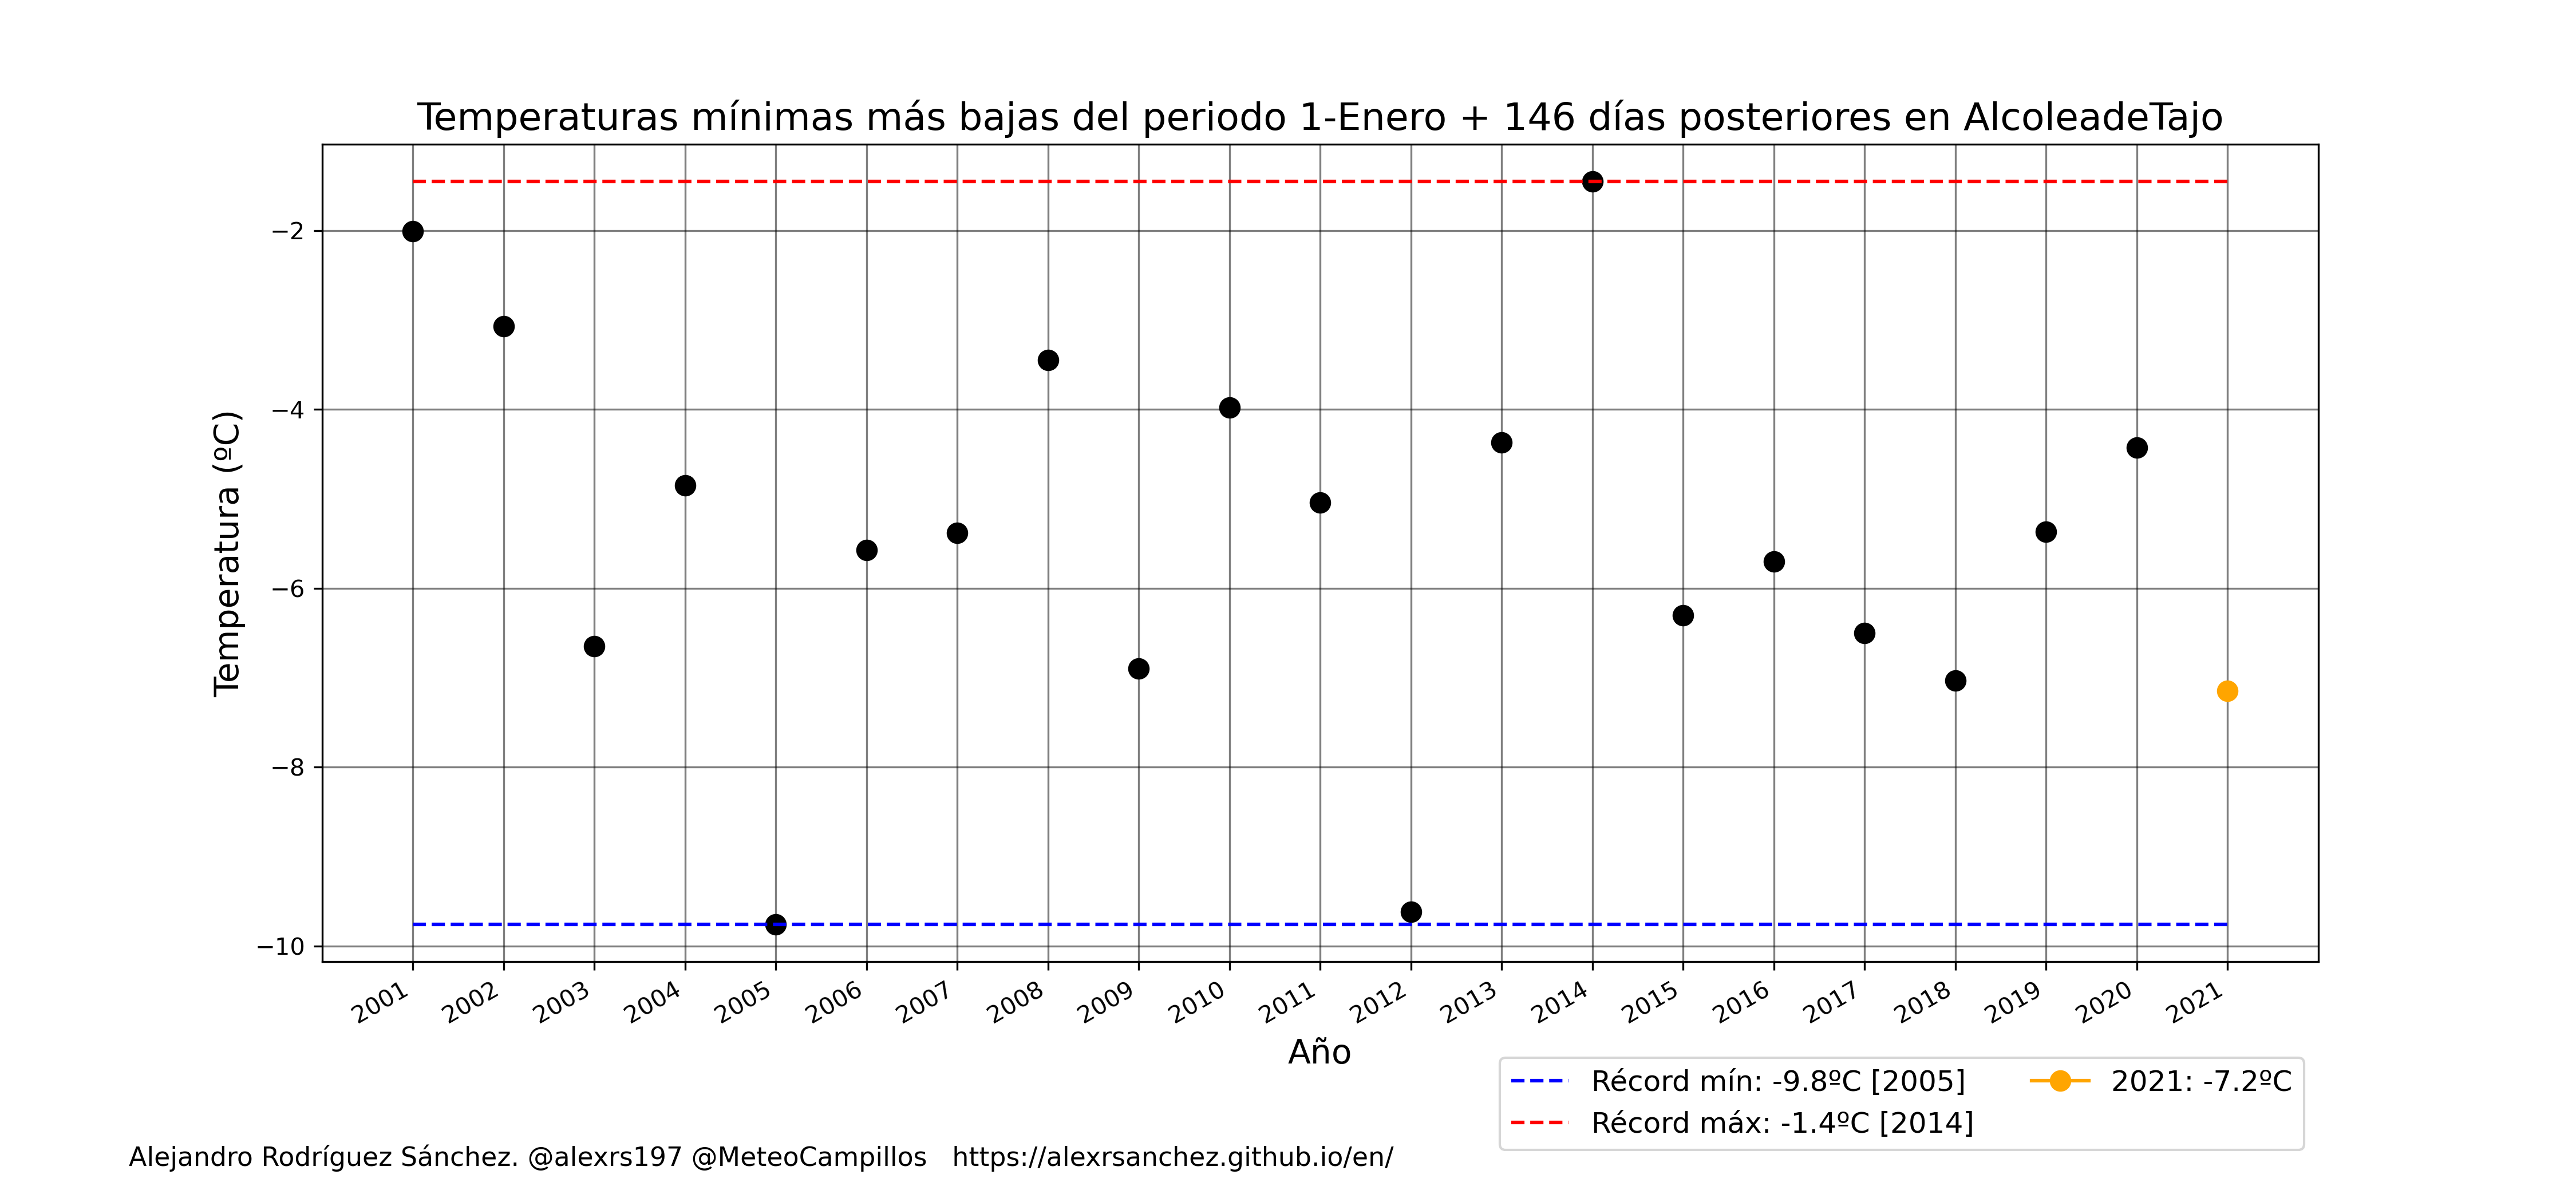 Temperaturas mínimas más bajas del periodo 1-Enero + 146 días posteriores en AlcoleadeTajo
Temperatura (ºC)
−2
−4
−6
−8
−10
2001 2002 2003 2004 2005 2006 2007 2008 2009 2010 2011 2012 2013 2014 2015 2016 2017 2018 2019 2020 2021
Año
Récord mín: -9.8ºC [2005]
Récord máx: -1.4ºC [2014]
2021: -7.2ºC
Alejandro Rodríguez Sánchez. @alexrs197 @MeteoCampillos https://alexrsanchez.github.io/en/